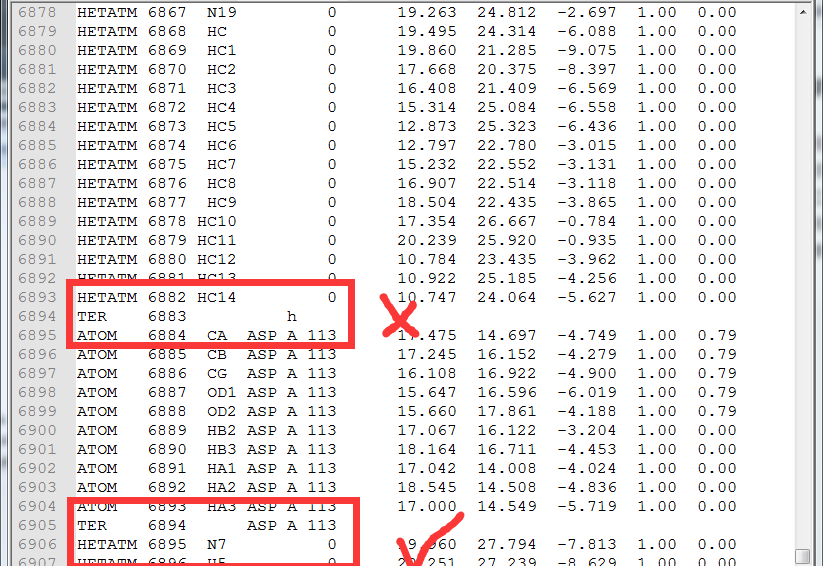 6878 HETATM 6867 N19 0 19.263 24.812 -2.697 1.00 0.00
6879 HETATM 6868 HC 0 19.495 24.314 -6.088 1.00 0.00
6880 HETATM 6869 HC1 0 19.860 21.285 -9.075 1.00 0.00
6881 HETATM 6870 HC2 0 17.668 20.375 -8.397 1.00 0.00
6882 HETATM 6871 HC3 0 16.408 21.409 -6.569 1.00 0.00
6883 HETATM 6872 HC4 0 15.314 25.084 -6.558 1.00 0.00
6884 HETATM 6873 HC5 0 12.873 25.323 -6.436 1.00 0.00
6885 HETATM 6874 HC6 0 12.797 22.780 -3.015 1.00 0.00
6886 HETATM 6875 HC7 0 15.232 22.552 -3.131 1.00 0.00
6887 HETATM 6876 HC8 0 16.907 22.514 -3.118 1.00 0.00
6888 HETATM 6877 HC9 0 18.504 22.435 -3.865 1.00 0.00
6889 HETATM 6878 HC10 0 17.354 26.667 -0.784 1.00 0.00
6890 HETATM 6879 HC11 0 20.239 25.920 -0.935 1.00 0.00
6891 HETATM 6880 HC12 0 10.784 23.435 -3.962 1.00 0.00
6892 HETATM 6881 HC13 0 10.922 25.185 -4.256 1.00 0.00
6893 HETATM 6882 HC14 0 10.747 24.064 -5.627 1.00 0.00
6894 TER 6883 h
6895 ATOM 6884 CA ASP A 113 17.475 14.697 -4.749 1.00 0.79
6896 ATOM 6885 CB ASP A 113 17.245 16.152 -4.279 1.00 0.79
6897 ATOM 6886 CG ASP A 113 16.108 16.922 -4.900 1.00 0.79
6898 ATOM 6887 OD1 ASP A 113 15.647 16.596 -6.019 1.00 0.79
6899 ATOM 6888 OD2 ASP A 113 15.660 17.861 -4.188 1.00 0.79
6900 ATOM 6889 HB2 ASP A 113 17.067 16.122 -3.204 1.00 0.00
6901 ATOM 6890 HB3 ASP A 113 18.164 16.711 -4.453 1.00 0.00
6902 ATOM 6891 HA1 ASP A 113 17.042 14.008 -4.024 1.00 0.00
6903 ATOM 6892 HA2 ASP A 113 18.545 14.508 -4.836 1.00 0.00
6904 ATOM 6893 HA3 ASP A 113 17.000 14.549 -5.719 1.00 0.00
6905 TER 6894 ASP A 113
6906 HETATM 6895 N7 0 27.794 -7.813 1.00 0.00
6907 HETATM 6896 H5 0 20.251 27.239 -8.629 1.00 0.00